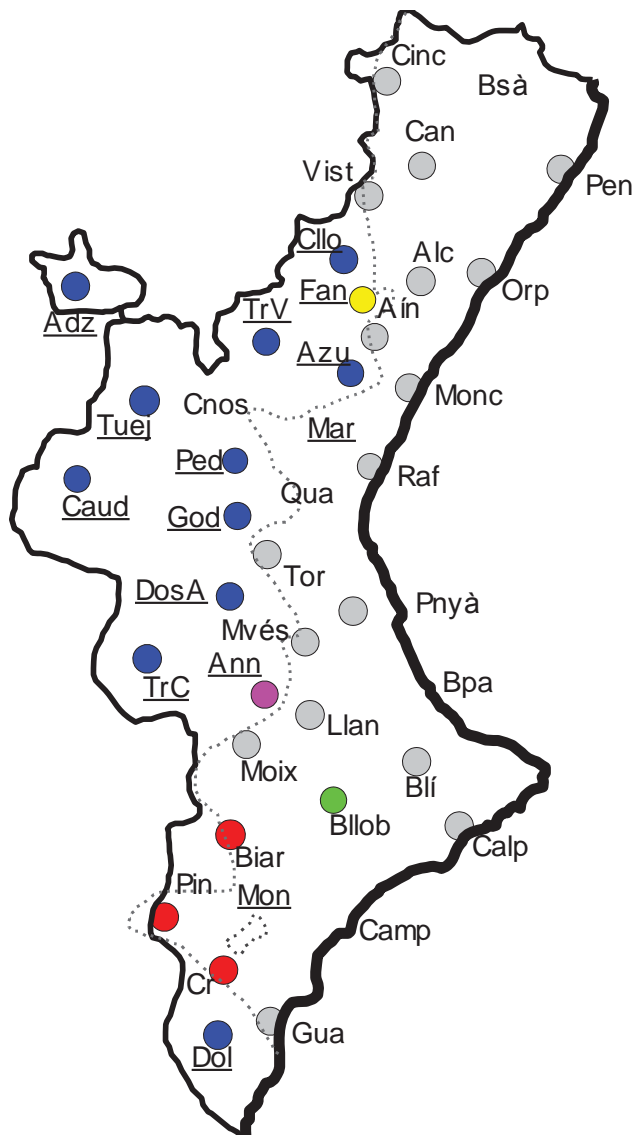 Cinc
Bsà
Can
Vist
Pen
Cllo
Alc
Orp
Fan
Adz
TrV
Aín
Azu
Monc
Cnos
Tuej
Mar
Ped
Raf
Qua
Caud
God
Tor
DosA
Pnyà
Mvés
Ann
TrC
Bpa
Llan
Moix
Blí
Bllob
Calp
Biar
Pin
Mon
Camp
Cr
Gua
Dol